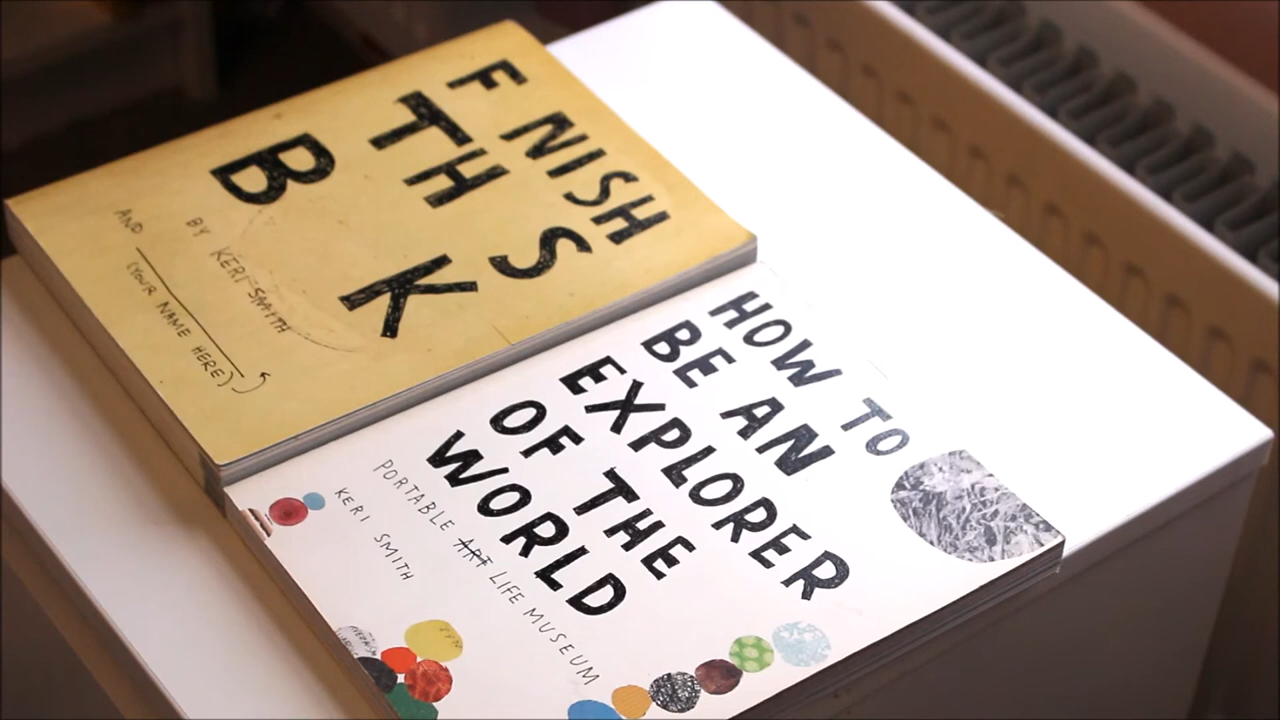 F NISH
TH S
B K
BY KERI SMITH
AND
(YOUR NAME HERE)
HOW TO
BE AN
EXPLORER
OF THE
WORLD
PORTABLE ART LIFE MUSEUM
KERI SMITH